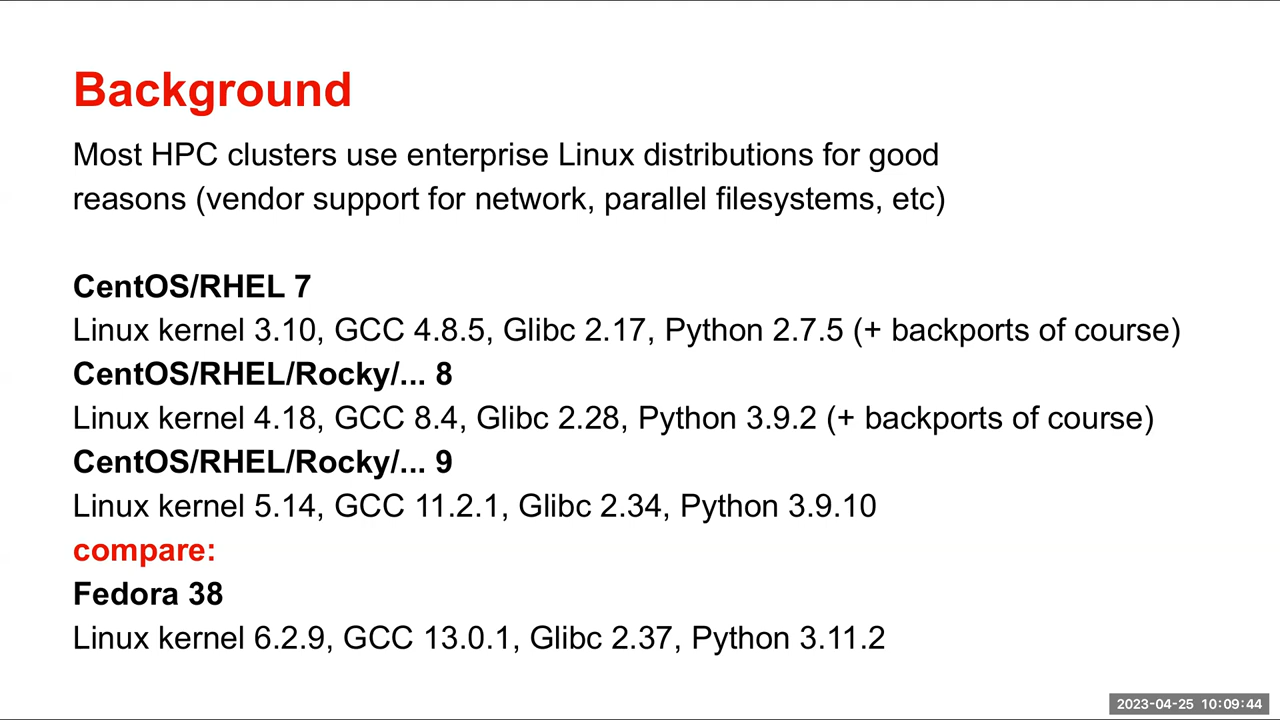 Background
Most HPC clusters use enterprise Linux distributions for good
reasons (vendor support for network, parallel filesystems, etc)
CentOS/RHEL 7
Linux kernel 3.10, GCC 4.8.5, Glibc 2.17, Python 2.7.5 (+ backports of course)
CentOS/RHEL/Rocky/... 8
Linux kernel 4.18, GCC 8.4, Glibc 2.28, Python 3.9.2 (+ backports of course)
CentOS/RHEL/Rocky/... 9
Linux kernel 5.14, GCC 11.2.1, Glibc 2.34, Python 3.9.10
compare:
Fedora 38
Linux kernel 6.2.9, GCC 13.0.1, Glibc 2.37, Python 3.11.2
2023-04-25 10:09:44